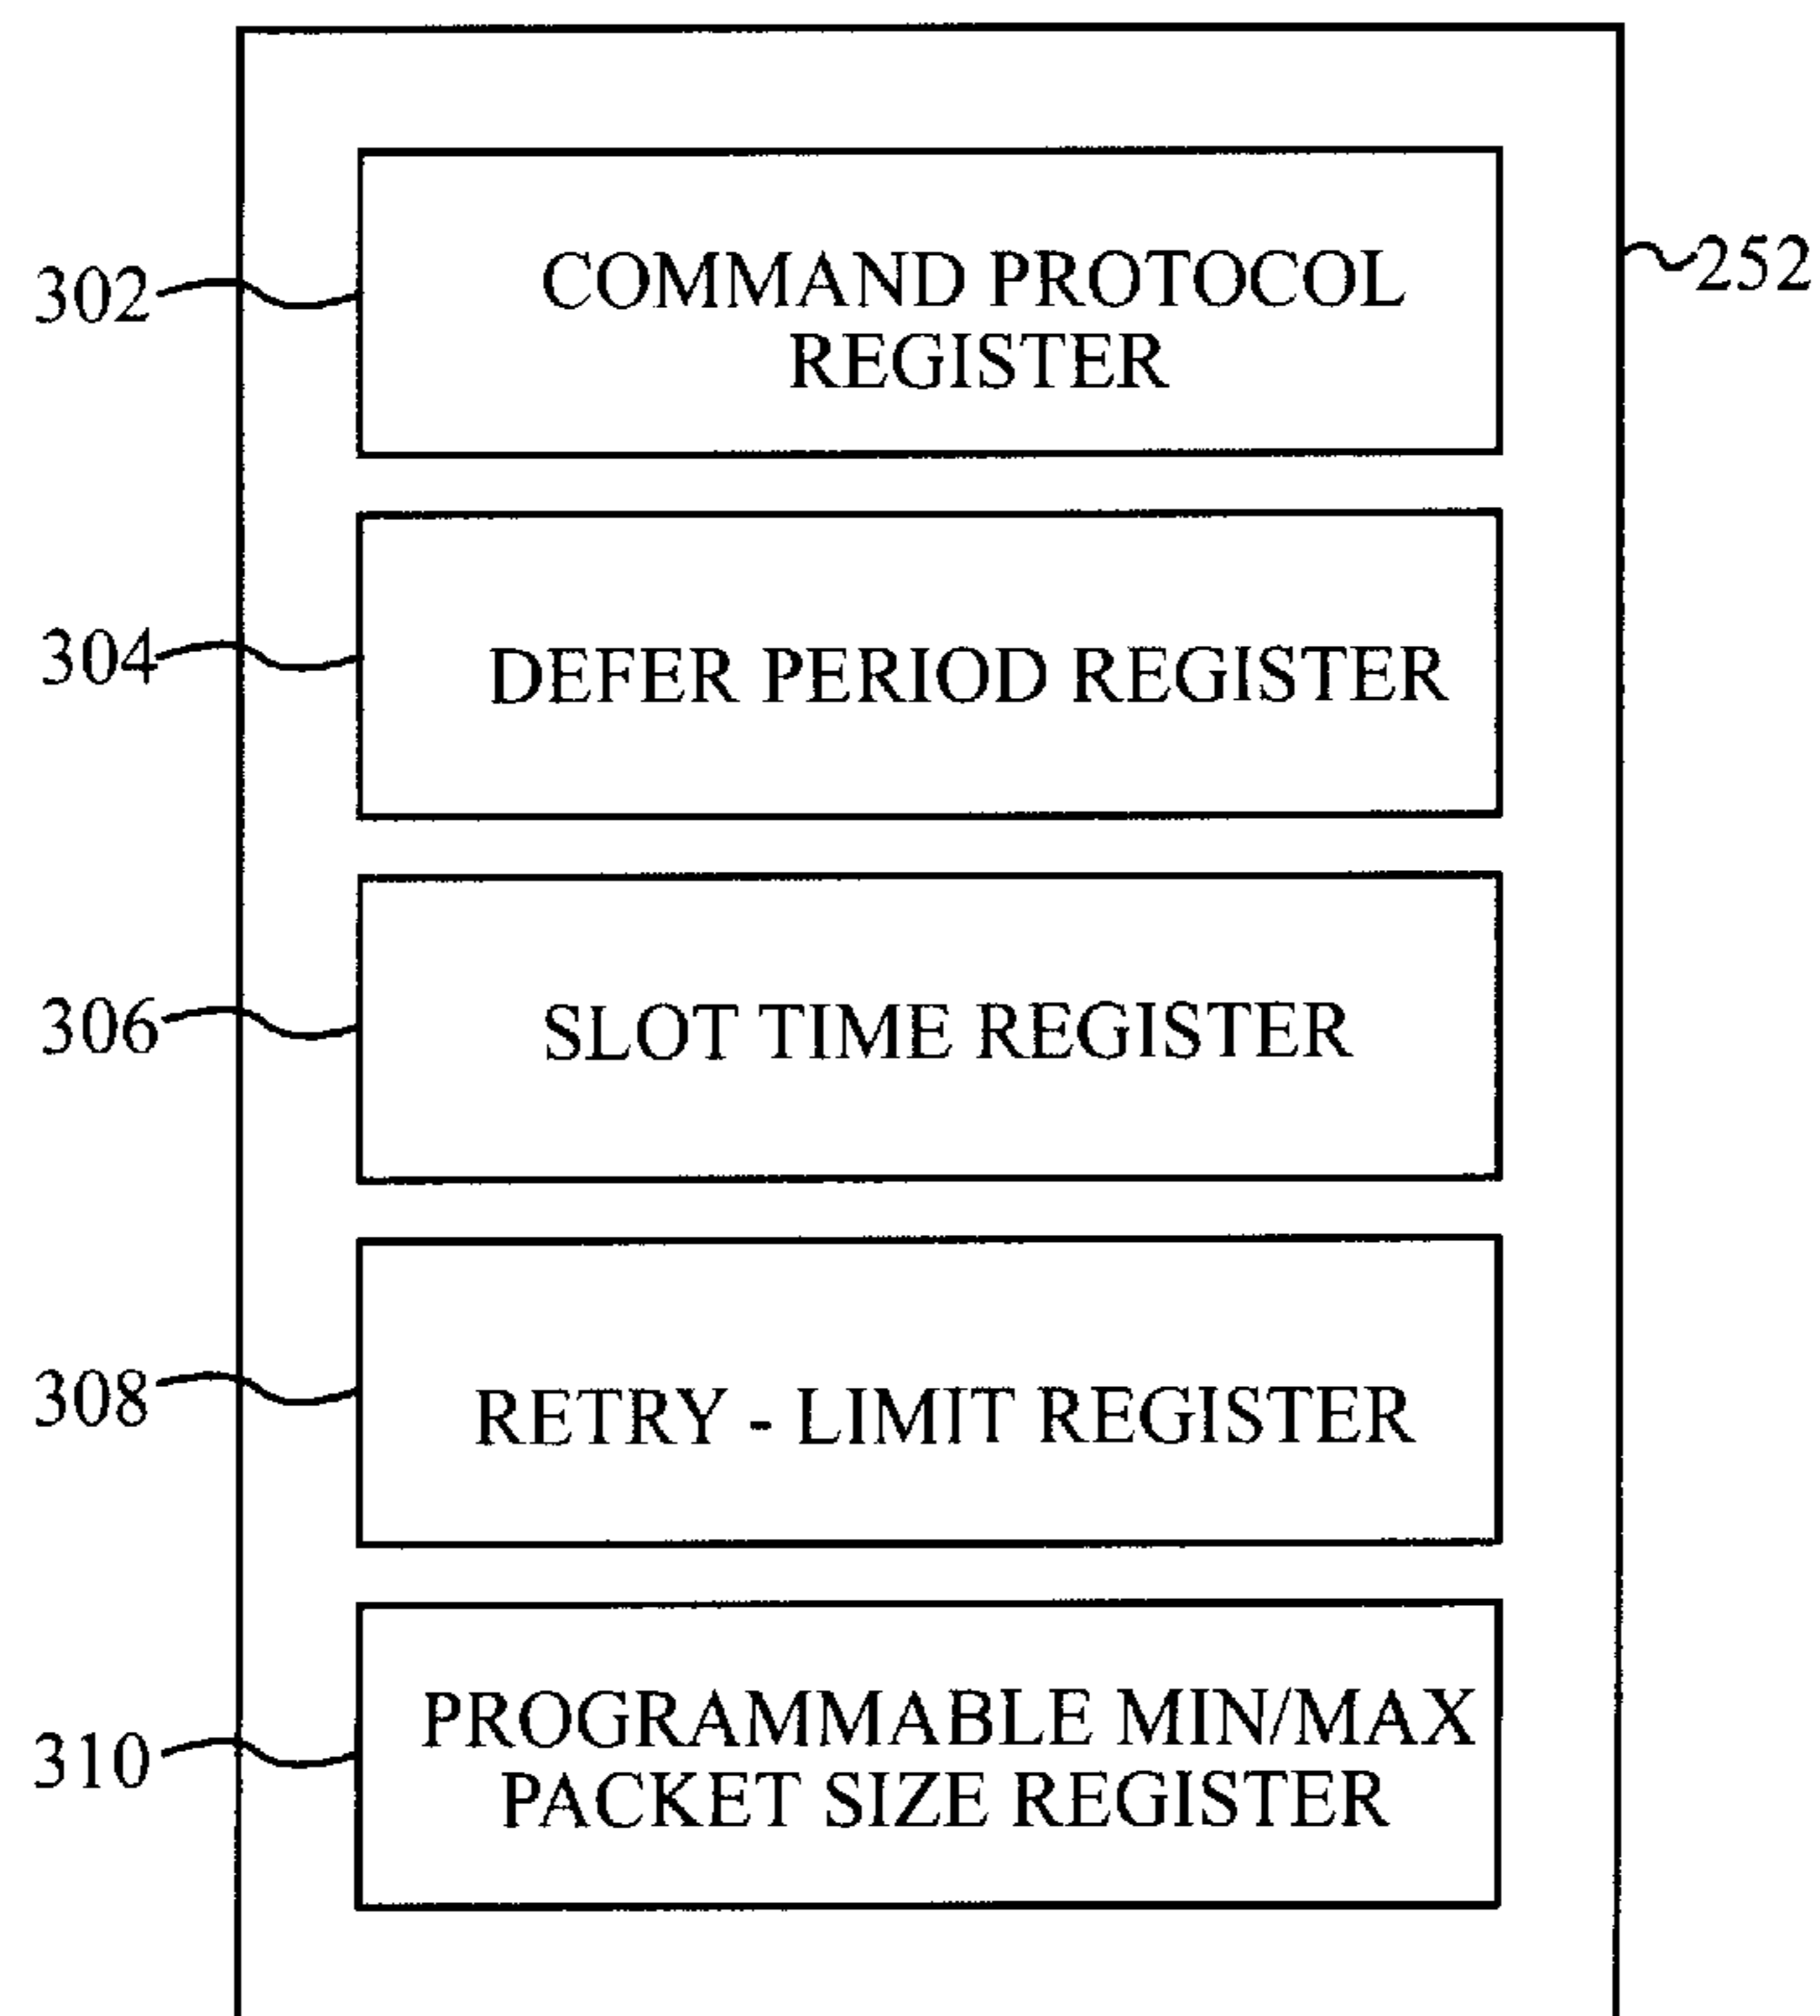 252
302
COMMAND PROTOCOL
REGISTER
304
DEFER PERIOD REGISTER
306
SLOT TIME REGISTER
308
RETRY - LIMIT REGISTER
310
PROGRAMMABLE MIN/MAX
PACKET SIZE REGISTER